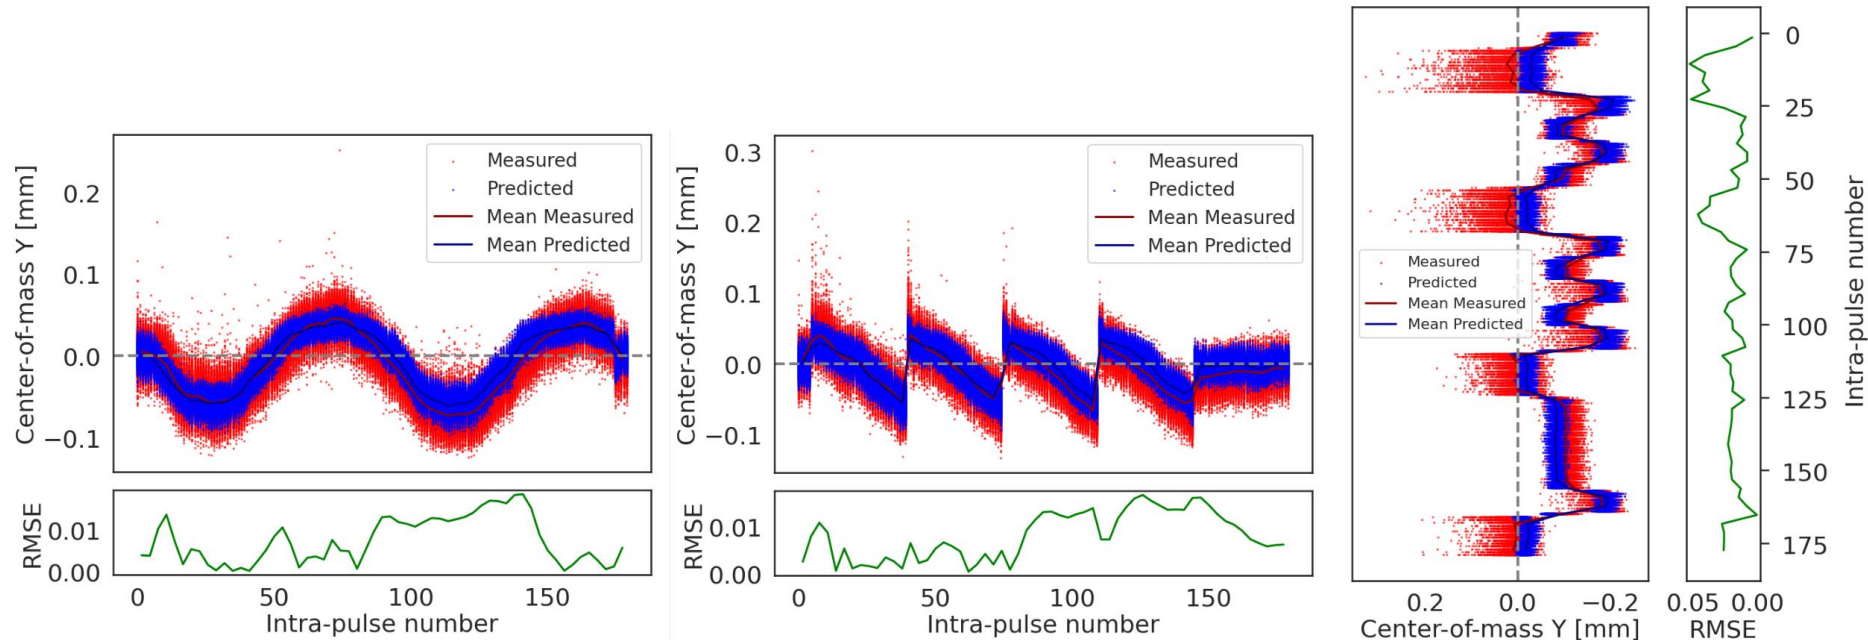 Center-of-mass Y [mm]
0.2
0.1
0.0
−0.1
Measured
Predicted
Mean Measured
Mean Predicted
RMSE
0.01
0.00
0
50
100
150
Intra-pulse number
Center-of-mass Y [mm]
0.3
0.2
0.1
0.0
−0.1
Measured
Predicted
Mean Measured
Mean Predicted
RMSE
0.01
0.00
0
50
100
150
Intra-pulse number
Measured
Predicted
Mean Measured
Mean Predicted
0.2
0.0
−0.2
Center-of-mass Y [mm]
0
25
50
75
100
125
150
175
Intra-pulse number
0.05
0.00
RMSE